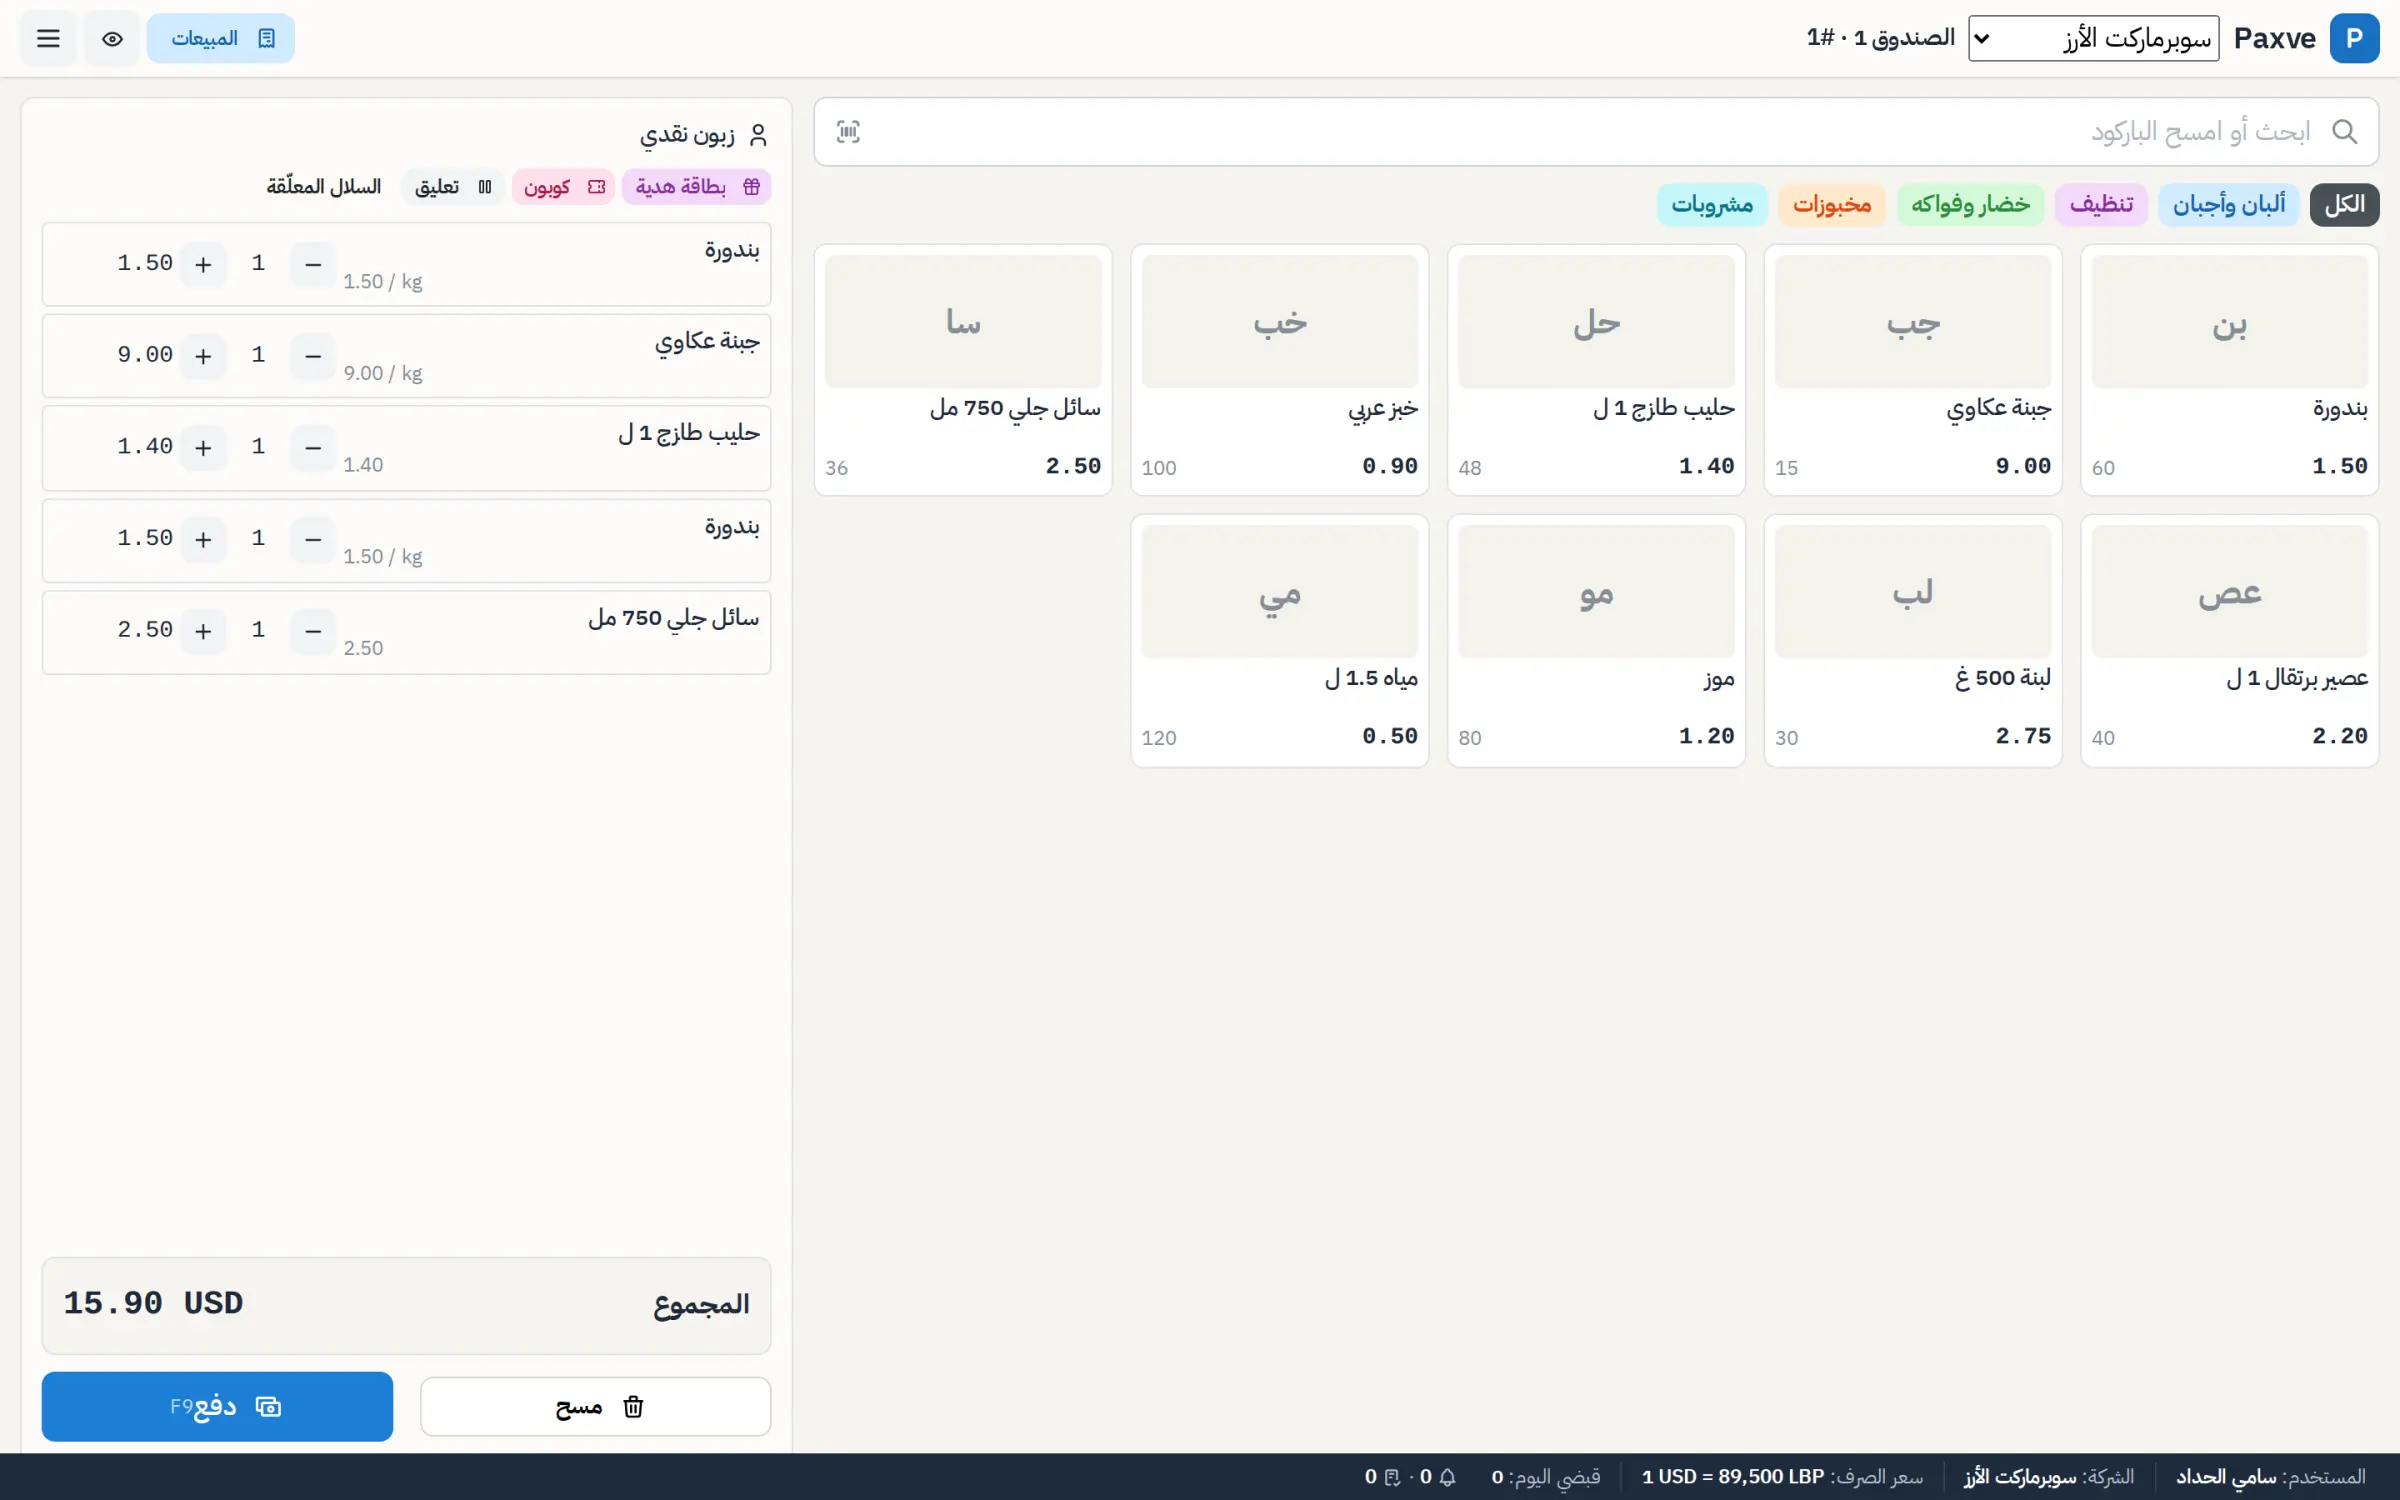 P Paxve سوبرماركت الأرز الصندوق 1 · #1 المبيعات
ابحث أو امسح الباركود
الكل ألبان وأجبان تنظيف خضار وفواكه مخبوزات مشروبات
بن جب حل خب سا
بندورة جبنة عكاوي حليب طازج 1 ل خبز عربي سائل جلي 750 مل
1.50 60 9.00 15 1.40 48 0.90 100 2.50 36
عص لب مو مي
عصير برتقال 1 ل لبنة 500 غ موز مياه 1.5 ل
2.20 40 2.75 30 1.20 80 0.50 120
زبون نقدي
بطاقة هدية كوبون تعليق السلال المعلّقة
بندورة
1.50 / kg − 1 + 1.50
جبنة عكاوي
9.00 / kg − 1 + 9.00
حليب طازج 1 ل
1.40 − 1 + 1.40
بندورة
1.50 / kg − 1 + 1.50
سائل جلي 750 مل
2.50 − 1 + 2.50
المجموع 15.90 USD
مسح دفع F9
المستخدم: سامي الحداد الشركة: سوبرماركت الأرز سعر الصرف: 1 USD = 89,500 LBP قبضي اليوم: 0 0 · 0